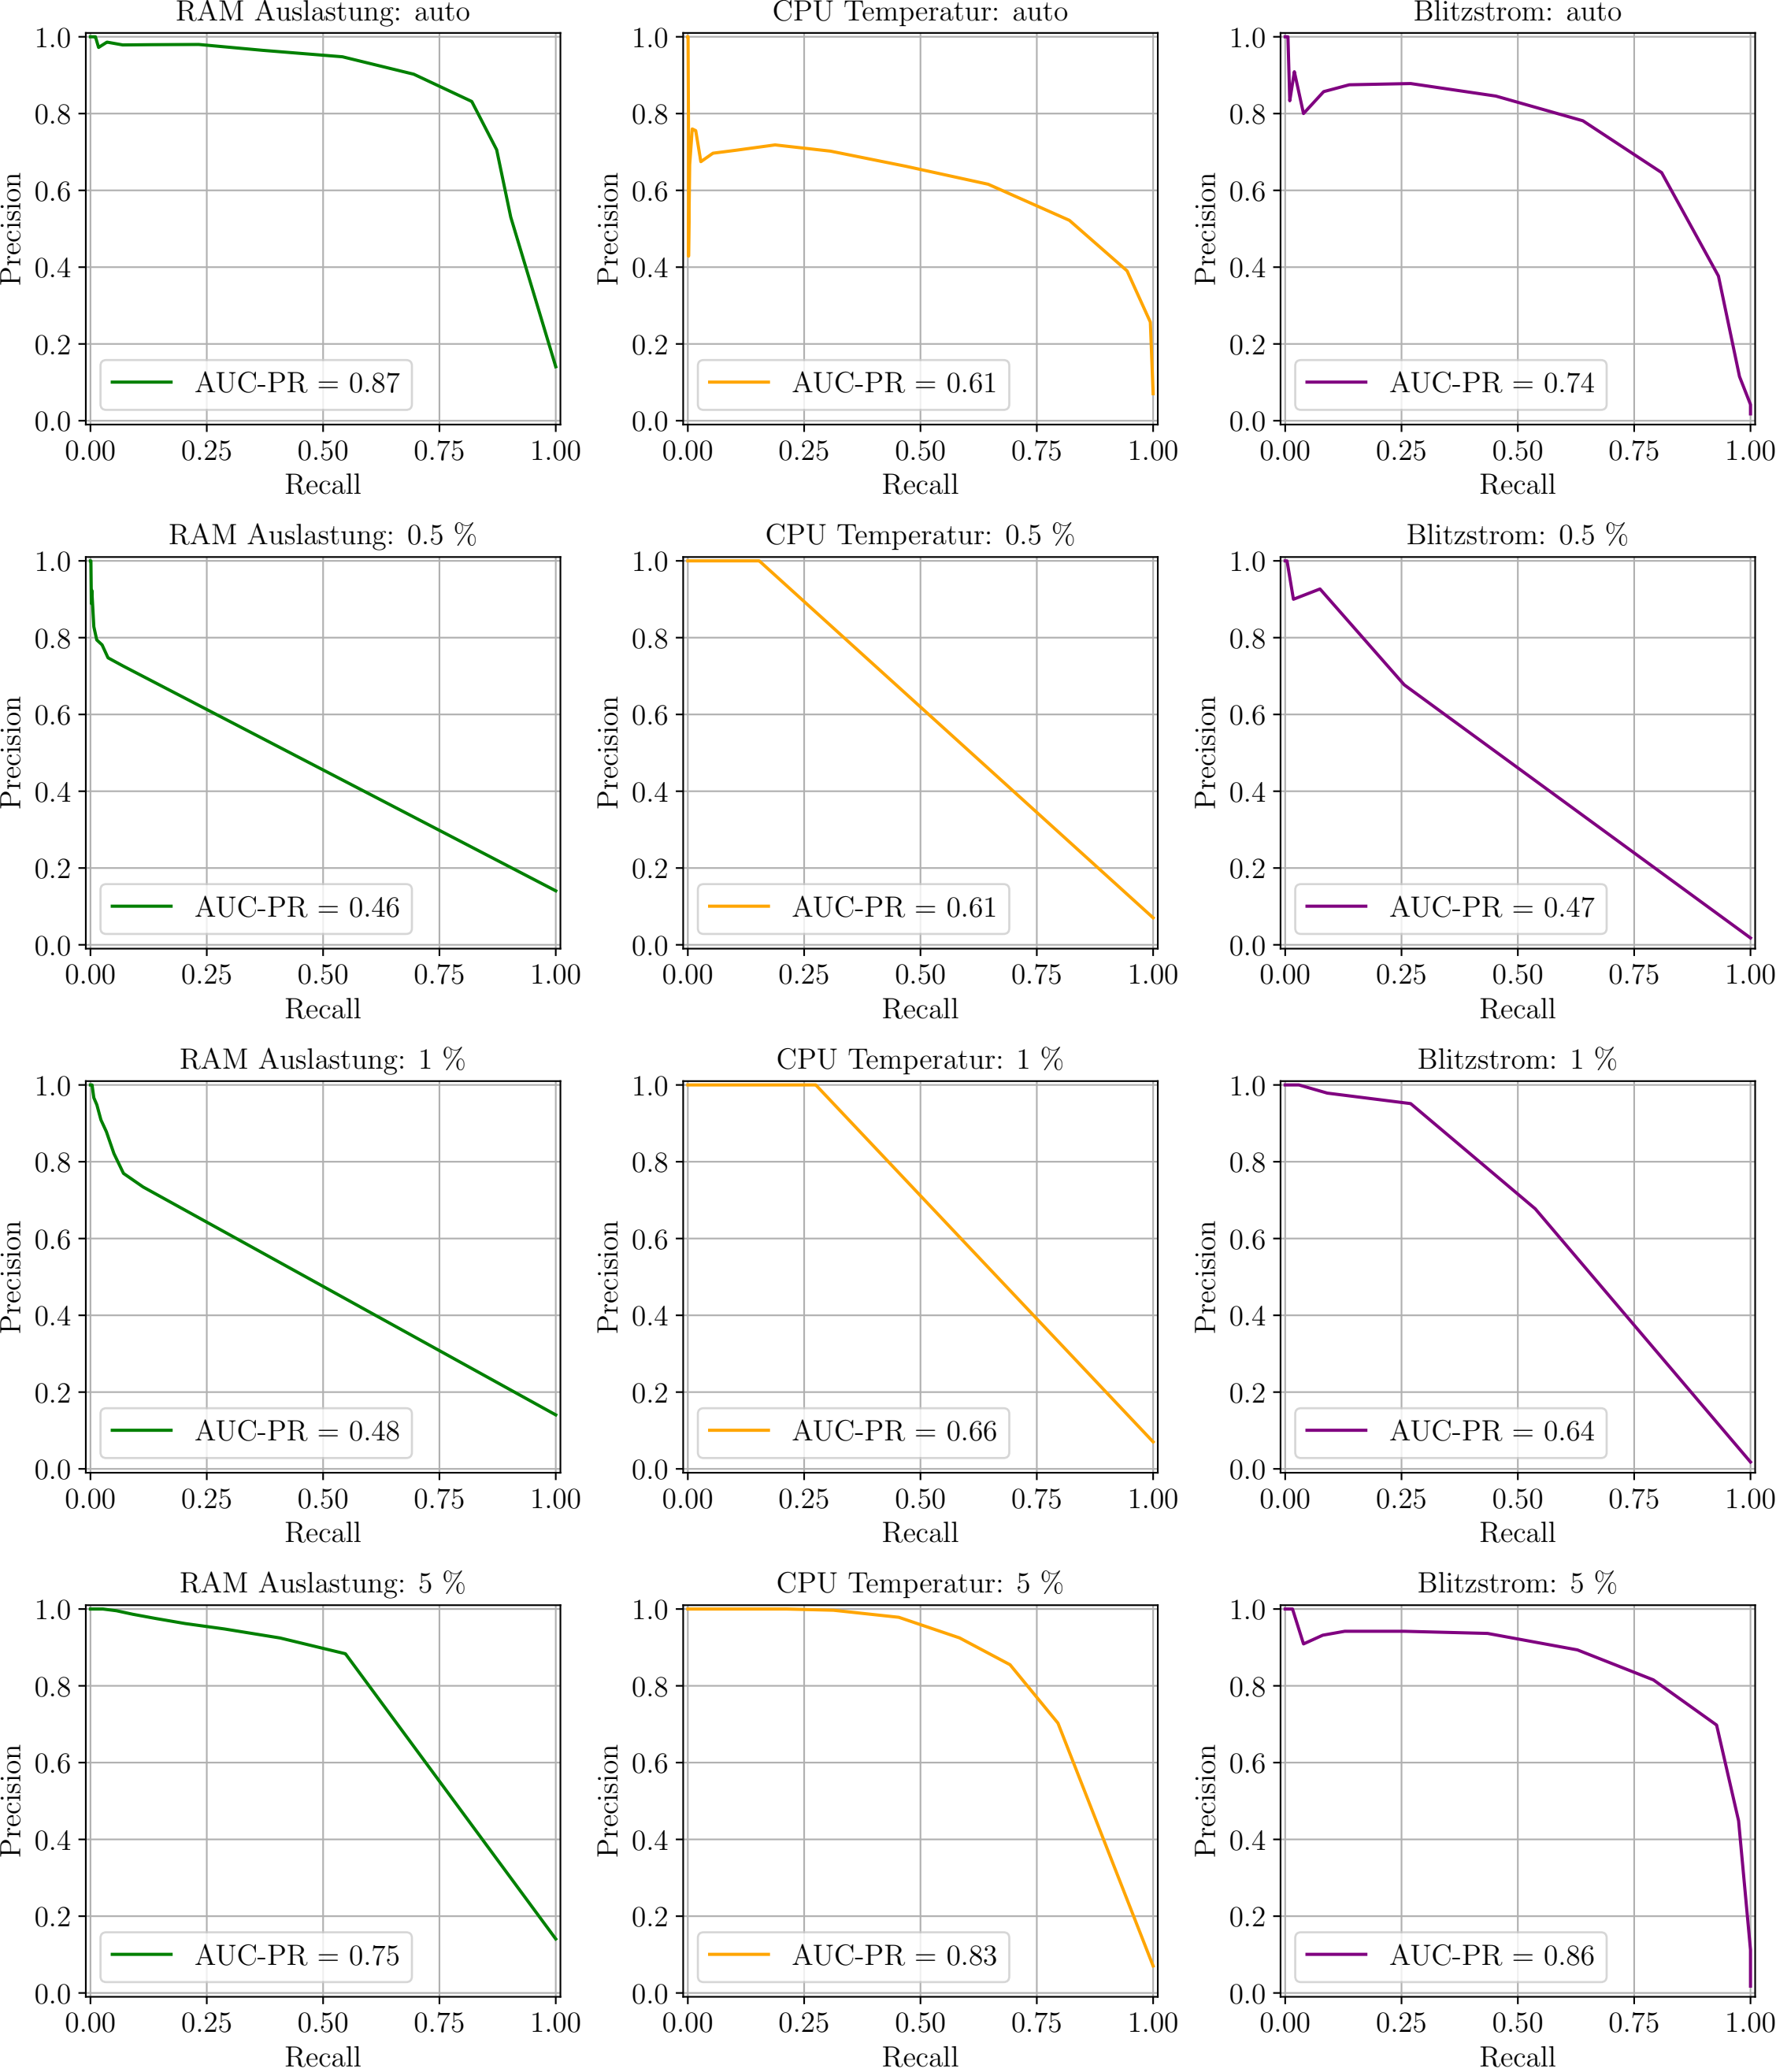 RAM Auslastung: auto
CPU Temperatur: auto
Blitzstrom: auto
1.0
0.8
0.6
0.4
0.2
0.0
Precision
AUC-PR = 0.87
0.00 0.25 0.50 0.75 1.00
Recall
1.0
0.8
0.6
0.4
0.2
0.0
Precision
AUC-PR = 0.61
0.00 0.25 0.50 0.75 1.00
Recall
1.0
0.8
0.6
0.4
0.2
0.0
Precision
AUC-PR = 0.74
0.00 0.25 0.50 0.75 1.00
Recall
RAM Auslastung: 0.5 %
CPU Temperatur: 0.5 %
Blitzstrom: 0.5 %
1.0
0.8
0.6
0.4
0.2
0.0
Precision
AUC-PR = 0.46
0.00 0.25 0.50 0.75 1.00
Recall
1.0
0.8
0.6
0.4
0.2
0.0
Precision
AUC-PR = 0.61
0.00 0.25 0.50 0.75 1.00
Recall
1.0
0.8
0.6
0.4
0.2
0.0
Precision
AUC-PR = 0.47
0.00 0.25 0.50 0.75 1.00
Recall
RAM Auslastung: 1 %
CPU Temperatur: 1 %
Blitzstrom: 1 %
1.0
0.8
0.6
0.4
0.2
0.0
Precision
AUC-PR = 0.48
0.00 0.25 0.50 0.75 1.00
Recall
1.0
0.8
0.6
0.4
0.2
0.0
Precision
AUC-PR = 0.66
0.00 0.25 0.50 0.75 1.00
Recall
1.0
0.8
0.6
0.4
0.2
0.0
Precision
AUC-PR = 0.64
0.00 0.25 0.50 0.75 1.00
Recall
RAM Auslastung: 5 %
CPU Temperatur: 5 %
Blitzstrom: 5 %
1.0
0.8
0.6
0.4
0.2
0.0
Precision
AUC-PR = 0.75
0.00 0.25 0.50 0.75 1.00
Recall
1.0
0.8
0.6
0.4
0.2
0.0
Precision
AUC-PR = 0.83
0.00 0.25 0.50 0.75 1.00
Recall
1.0
0.8
0.6
0.4
0.2
0.0
Precision
AUC-PR = 0.86
0.00 0.25 0.50 0.75 1.00
Recall